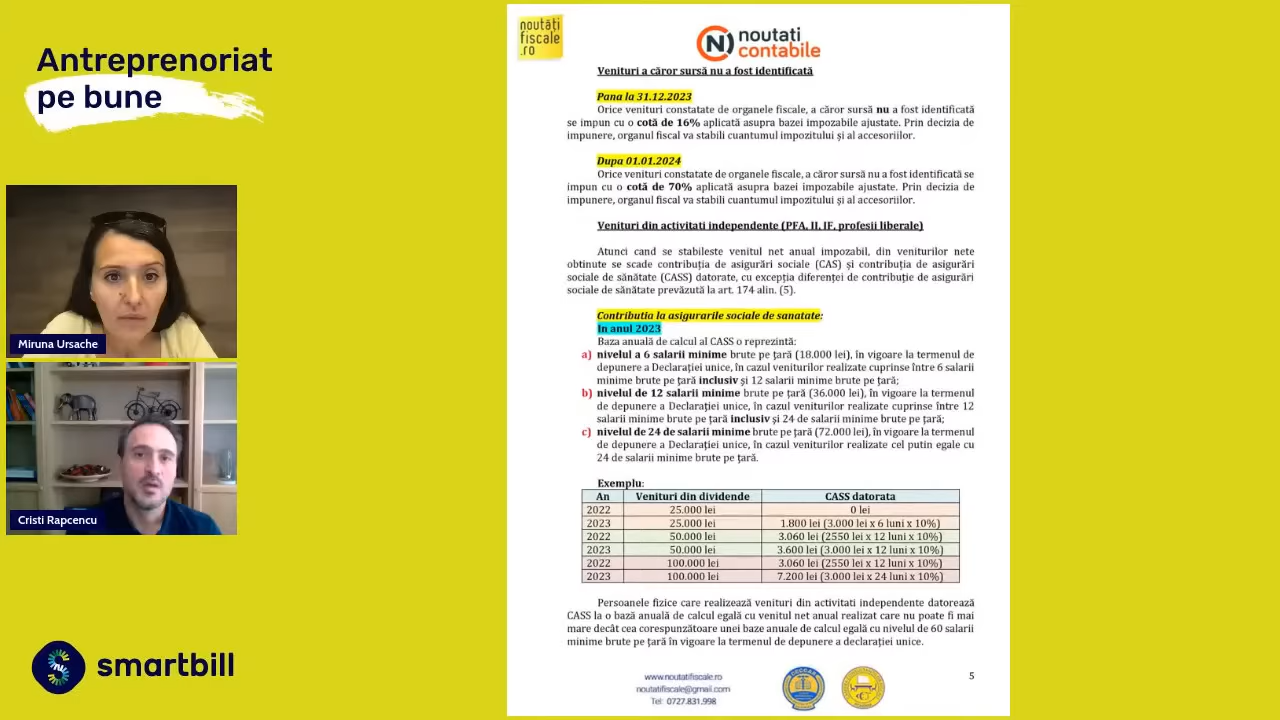 Antreprenoriat
pe bune
Miruna Ursache
Cristi Rapcencu
smartbill
noutăți
fiscale
.ro
noutati
contabile
Venituri a căror sursă nu a fost identificată
Pana la 31.12.2023
Orice venituri constatate de organele fiscale, a căror sursă nu a fost identificată
se impun cu o cotă de 16% aplicată asupra bazei impozabile ajustate. Prin decizia de
impunere, organul fiscal va stabili cuantumul impozitului și al accesoriilor.
Dupa 01.01.2024
Orice venituri constatate de organele fiscale, a căror sursă nu a fost identificată se
impun cu o cotă de 70% aplicată asupra bazei impozabile ajustate. Prin decizia de
impunere, organul fiscal va stabili cuantumul impozitului și al accesoriilor.
Venituri din activitati independente (PFA, II, IF, profesii liberale)
Atunci cand se stabileste venitul net anual impozabil, din veniturilor nete
obtinute se scade contribuția de asigurări sociale (CAS) și contribuția de asigurări
sociale de sănătate (CASS) datorate, cu excepția diferenței de contribuție de asigurări
sociale de sănătate prevăzută la art. 174 alin. (5).
Contributia la asigurarile sociale de sanatate:
In anul 2023
Baza anuală de calcul al CASS o reprezintă:
a) nivelul a 6 salarii minime brute pe țară (18.000 lei), în vigoare la termenul de
depunere a Declarației unice, în cazul veniturilor realizate cuprinse între 6 salarii
minime brute pe țară inclusiv și 12 salarii minime brute pe țară;
b) nivelul de 12 salarii minime brute pe țară (36.000 lei), în vigoare la termenul
de depunere a Declarației unice, în cazul veniturilor realizate cuprinse între 12
salarii minime brute pe țară inclusiv și 24 de salarii minime brute pe țară;
c) nivelul de 24 de salarii minime brute pe țară (72.000 lei), în vigoare la termenul
de depunere a Declarației unice, în cazul veniturilor realizate cel putin egale cu
24 de salarii minime brute pe țară.
Exemplu:
An Venituri din dividende CASS datorata
2022 25.000 lei 0 lei
2023 25.000 lei 1.800 lei (3.000 lei x 6 luni x 10%)
2022 50.000 lei 3.060 lei (2550 lei x 12 luni x 10%)
2023 50.000 lei 3.600 lei (3.000 lei x 12 luni x 10%)
2022 100.000 lei 3.060 lei (2550 lei x 12 luni x 10%)
2023 100.000 lei 7.200 lei (3.000 lei x 24 luni x 10%)
Persoanele fizice care realizează venituri din activitati independente datorează
CASS la o bază anuală de calcul egală cu venitul net anual realizat care nu poate fi mai
mare decât cea corespunzătoare unei baze anuale de calcul egală cu nivelul de 60 salarii
minime brute pe țară în vigoare la termenul de depunere a declarației unice.
www.noutatifiscale.ro
noutatifiscale@gmail.com
Tel: 0727.831.998
5